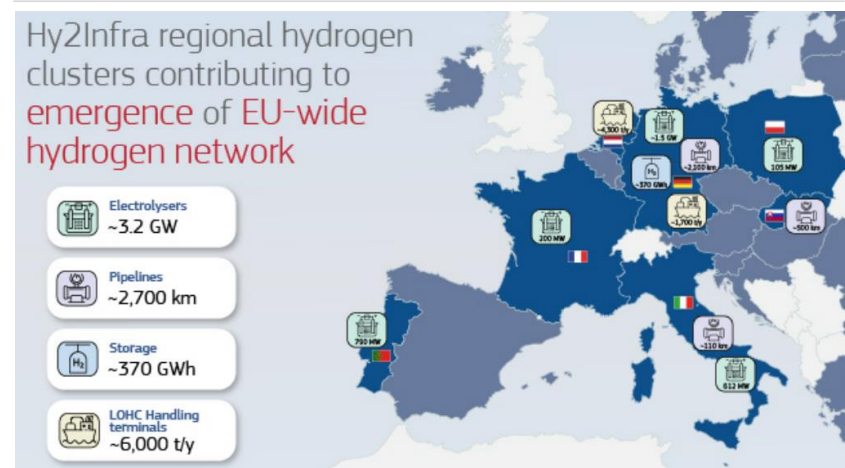 Hy2Infra regional hydrogen
clusters contributing to
emergence of EU-wide
hydrogen network
Electrolysers
~3.2 GW
Pipelines
~2,700 km
H₂
Storage
~370 GWh
LOHC Handling
terminals
~6,000 t/y
~4,300 t/y
~1.5 GW
~2,100 km
H₂
~370 GWh
~1,700 t/y
105 MW
~500 km
200 MW
~110 km
612 MW